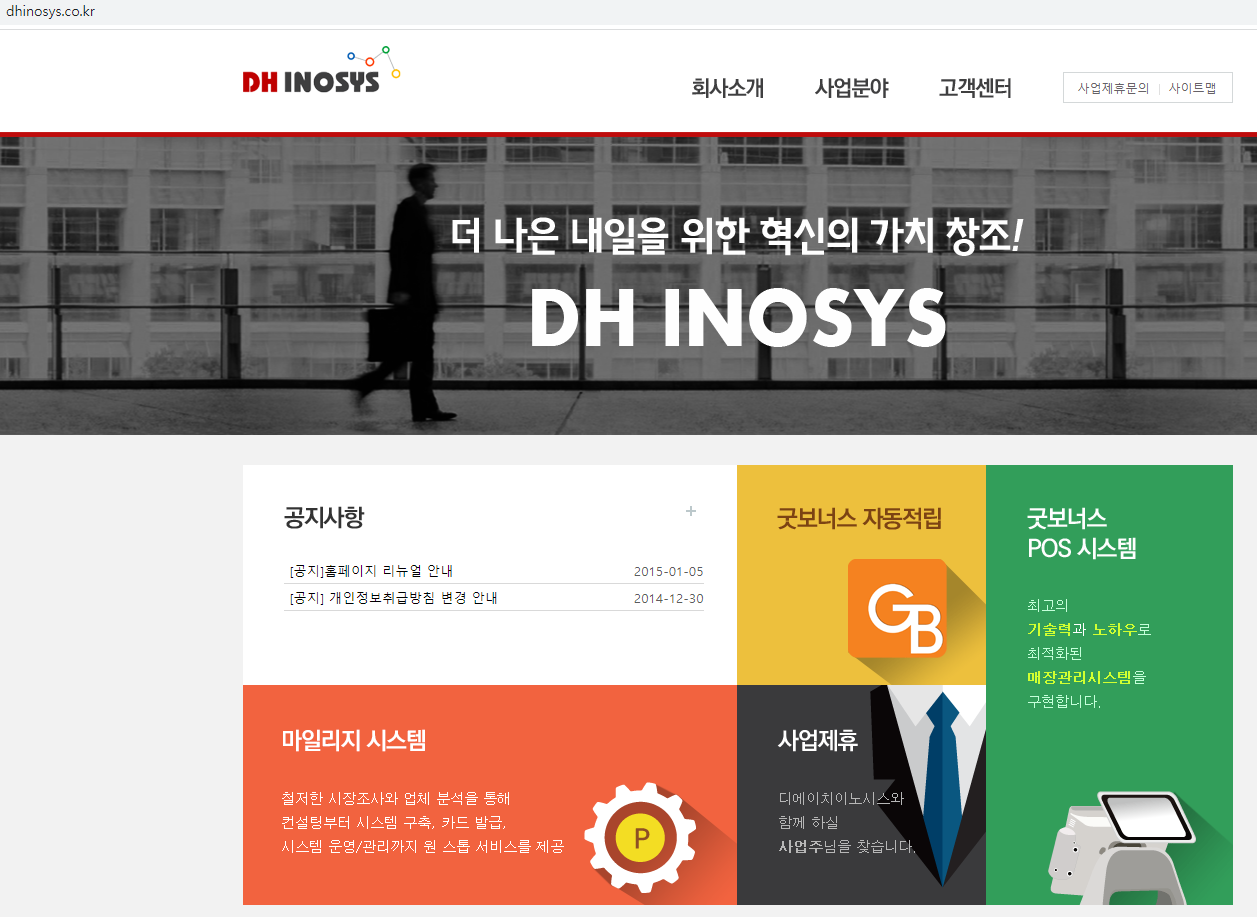 dhinosys.co.kr
DH INOSYS
회사소개 사업분야 고객센터
사업제휴문의 | 사이트맵
더 나은 내일을 위한 혁신의 가치 창조!
DH INOSYS
공지사항 +
[공지]홈페이지 리뉴얼 안내 2015-01-05
[공지] 개인정보취급방침 변경 안내 2014-12-30
굿보너스 자동적립
GB
굿보너스
POS 시스템
최고의
기술력과 노하우로
최적화된
매장관리시스템을
구현합니다.
마일리지 시스템
철저한 시장조사와 업체 분석을 통해
컨설팅부터 시스템 구축, 카드 발급,
시스템 운영/관리까지 원 스톱 서비스를 제공
P
사업제휴
디에이치이노시스와
함께 하실
사업주님을 찾습니다.